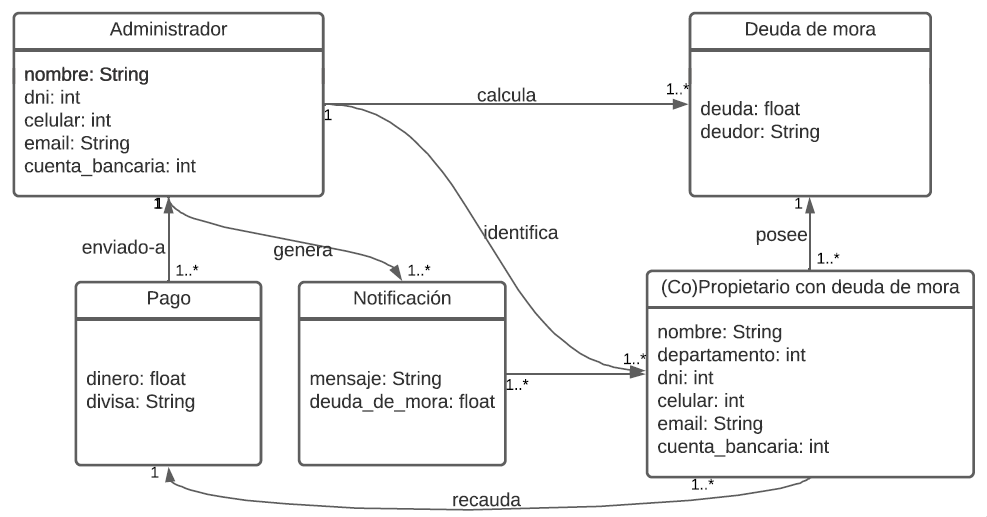 Administrador
nombre: String
dni: int
celular: int
email: String
cuenta_bancaria: int
1
calcula
1..*
Deuda de mora
deuda: float
deudor: String
1
posee
1..*
identifica
1
enviado-a
1..*
genera
1..*
Pago
dinero: float
divisa: String
Notificación
mensaje: String
deuda_de_mora: float
1..*
1..*
(Co)Propietario con deuda de mora
nombre: String
departamento: int
dni: int
celular: int
email: String
cuenta_bancaria: int
1
recauda
1..*